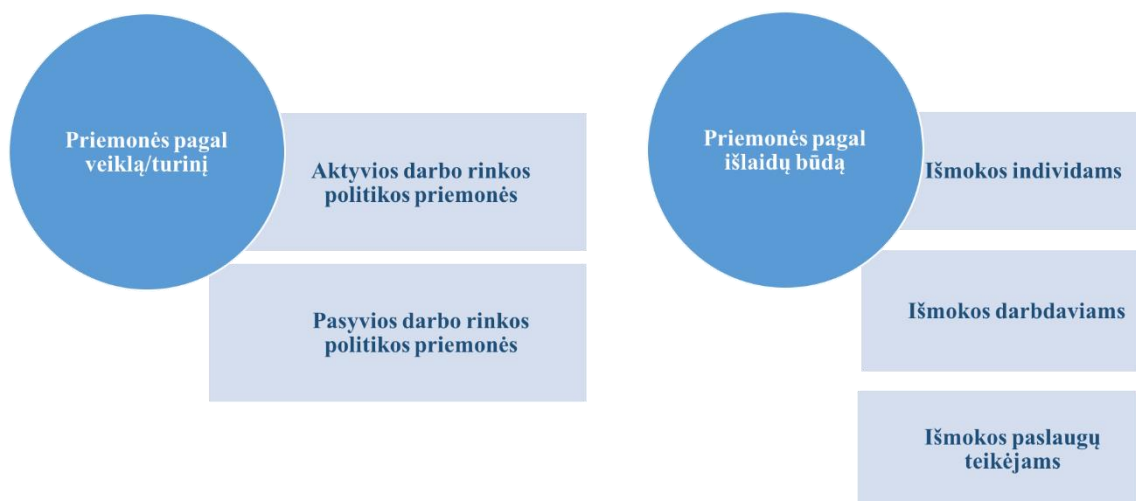 Priemonės pagal
veiklą/turinį
Aktyvios darbo rinkos
politikos priemonės
Pasyvios darbo rinkos
politikos priemonės
Priemonės pagal
išlaidų būdą
Išmokos individams
Išmokos darbdaviams
Išmokos paslaugų
teikėjams